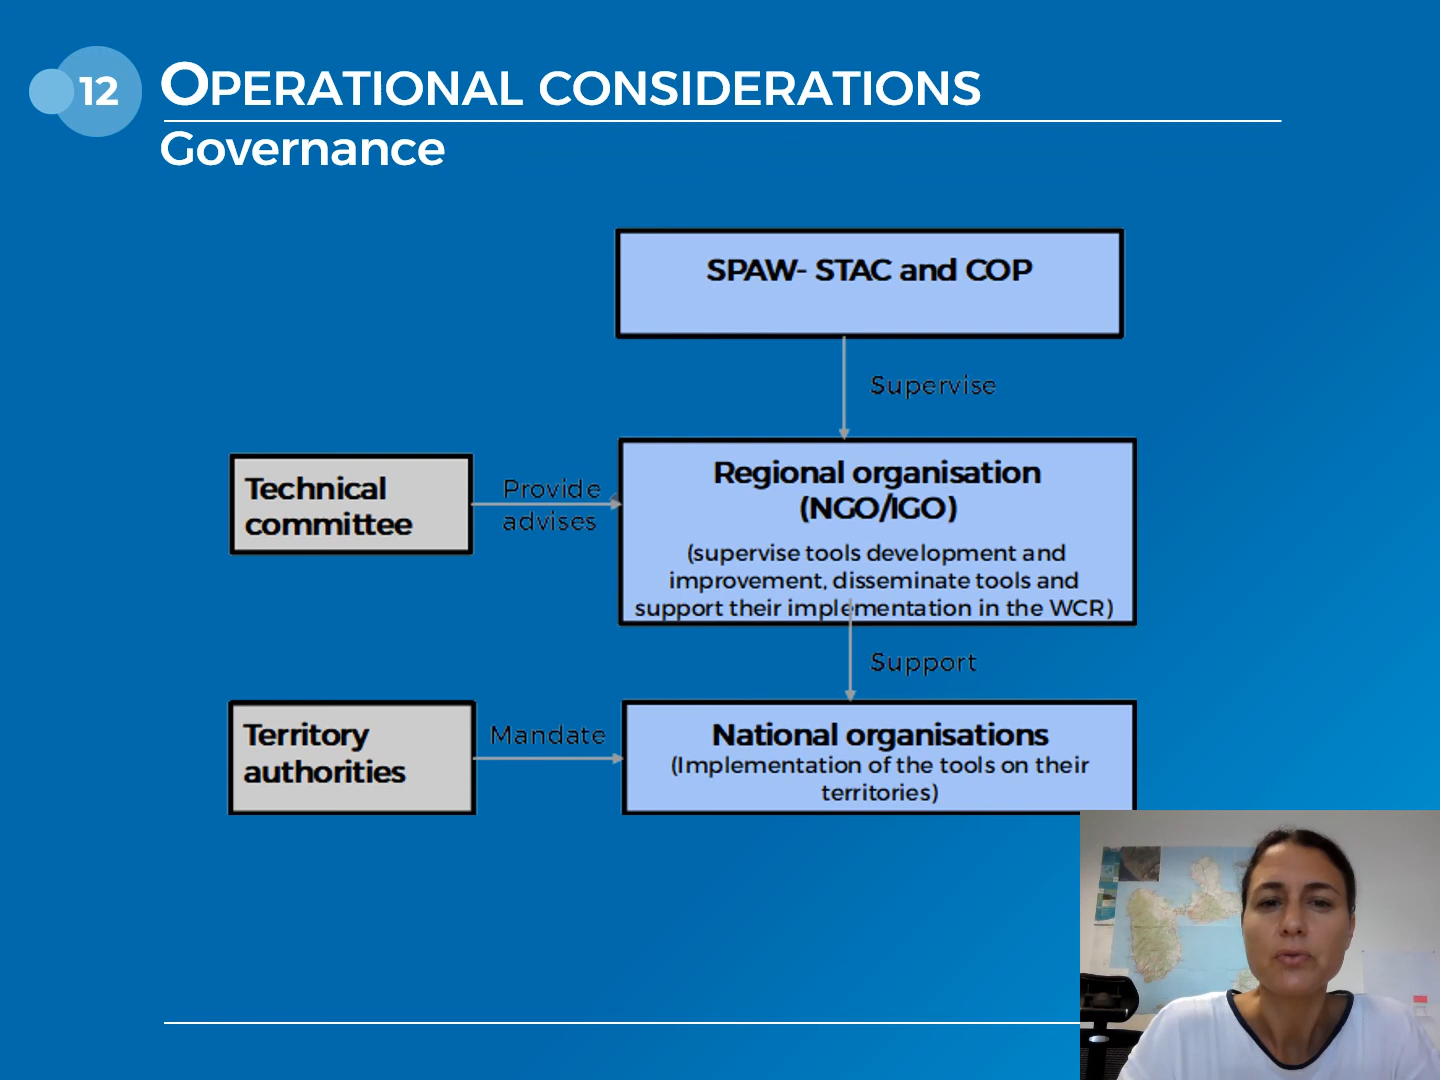 12
OPERATIONAL CONSIDERATIONS
Governance
SPAW- STAC and COP
Supervise
Technical
committee
Provide
advises
Regional organisation
(NGO/IGO)
(supervise tools development and
improvement, disseminate tools and
support their implementation in the WCR)
Support
Territory
authorities
Mandate
National organisations
(Implementation of the tools on their
territories)